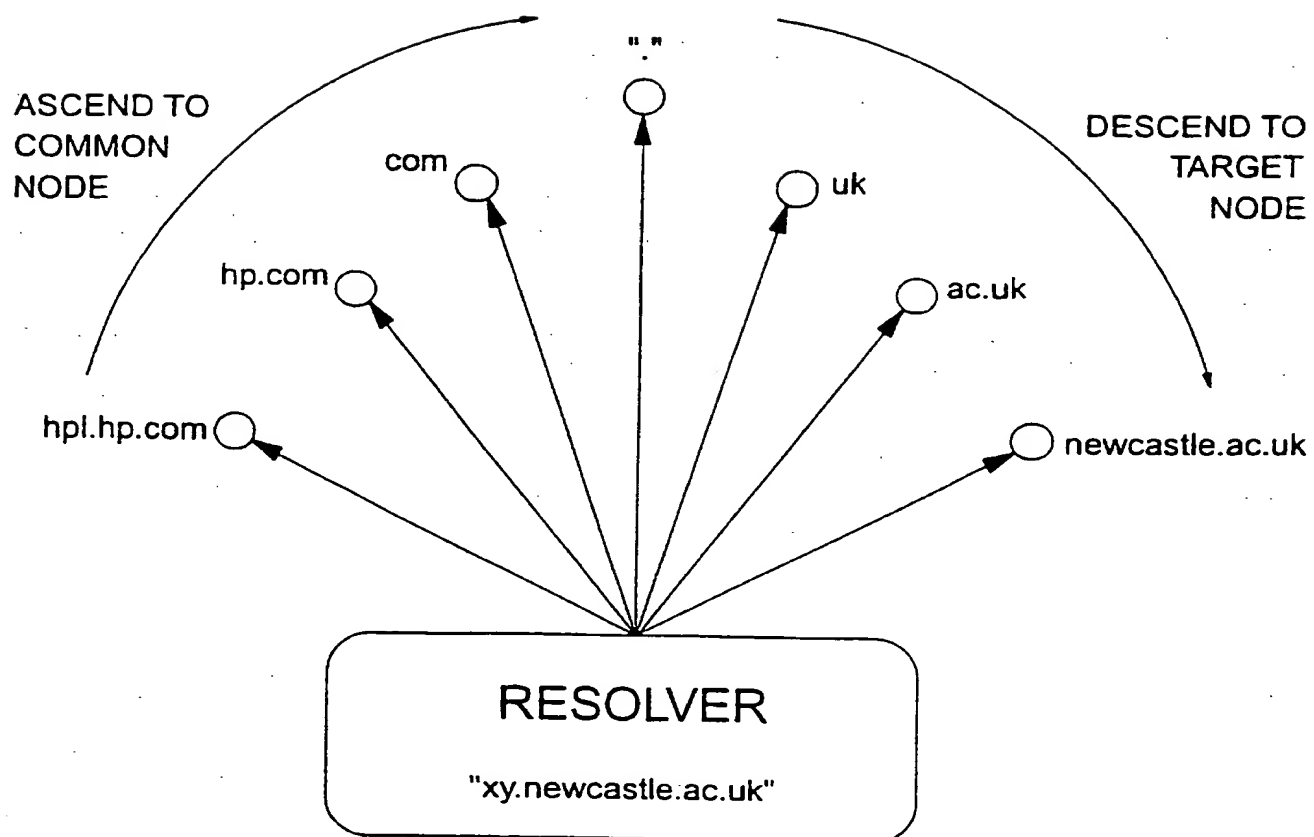 "."
ASCEND TO
COMMON
NODE
DESCEND TO
TARGET
NODE
com
uk
hp.com
ac.uk
hpl.hp.com
newcastle.ac.uk
RESOLVER
"xy.newcastle.ac.uk"